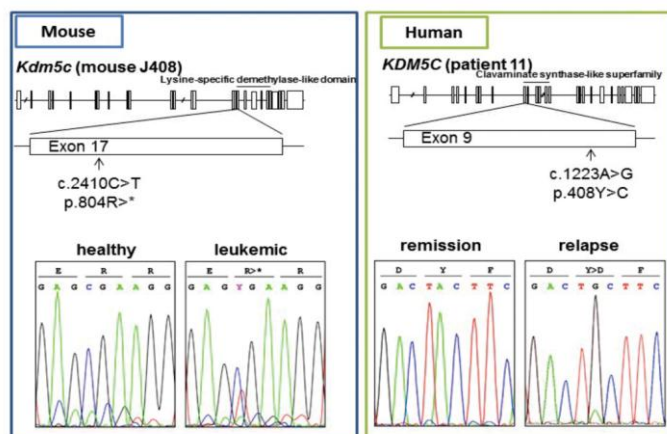 Mouse
Kdm5c (mouse J408)
Lysine-specific demethylase-like domain
Exon 17
c.2410C>T
p.804R>*
healthy
leukemic
E R R
G A G C G A A G G
E R>* R
G A G Y G A A G G
Human
KDM5C (patient 11)
Clavaminate synthase-like superfamily
Exon 9
c.1223A>G
p.408Y>C
remission
relapse
D Y F
G A C T A C T T C
D Y>D F
G A C T G C T T C